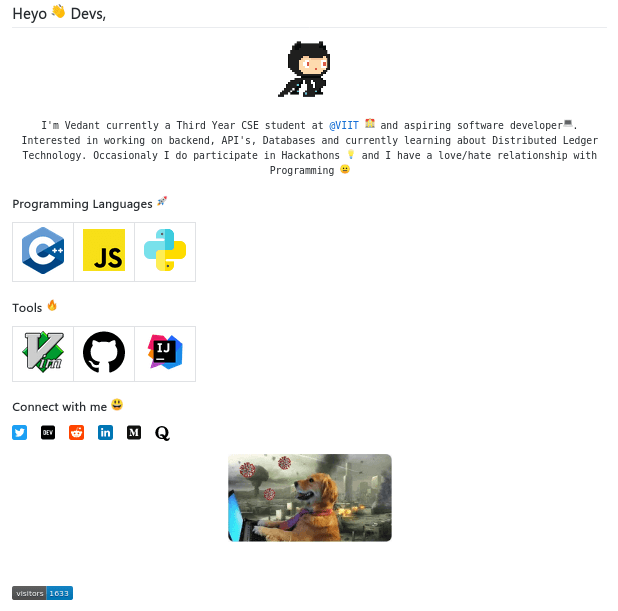 Heyo 👋 Devs,
I'm Vedant currently a Third Year CSE student at @VIIT 🏫 and aspiring software developer💻.
Interested in working on backend, API's, Databases and currently learning about Distributed Ledger
Technology. Occasionaly I do participate in Hackathons 💡 and I have a love/hate relationship with
Programming 😃
Programming Languages 🚀
C++ JS
Tools 🔥
Vim IJ
Connect with me 😃
DEV in M Q
visitors 1633